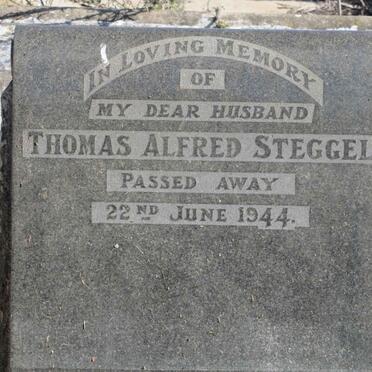 IN LOVING MEMORY
OF
MY DEAR HUSBAND
THOMAS ALFRED STEGGEL
PASSED AWAY
22ND JUNE 1944.